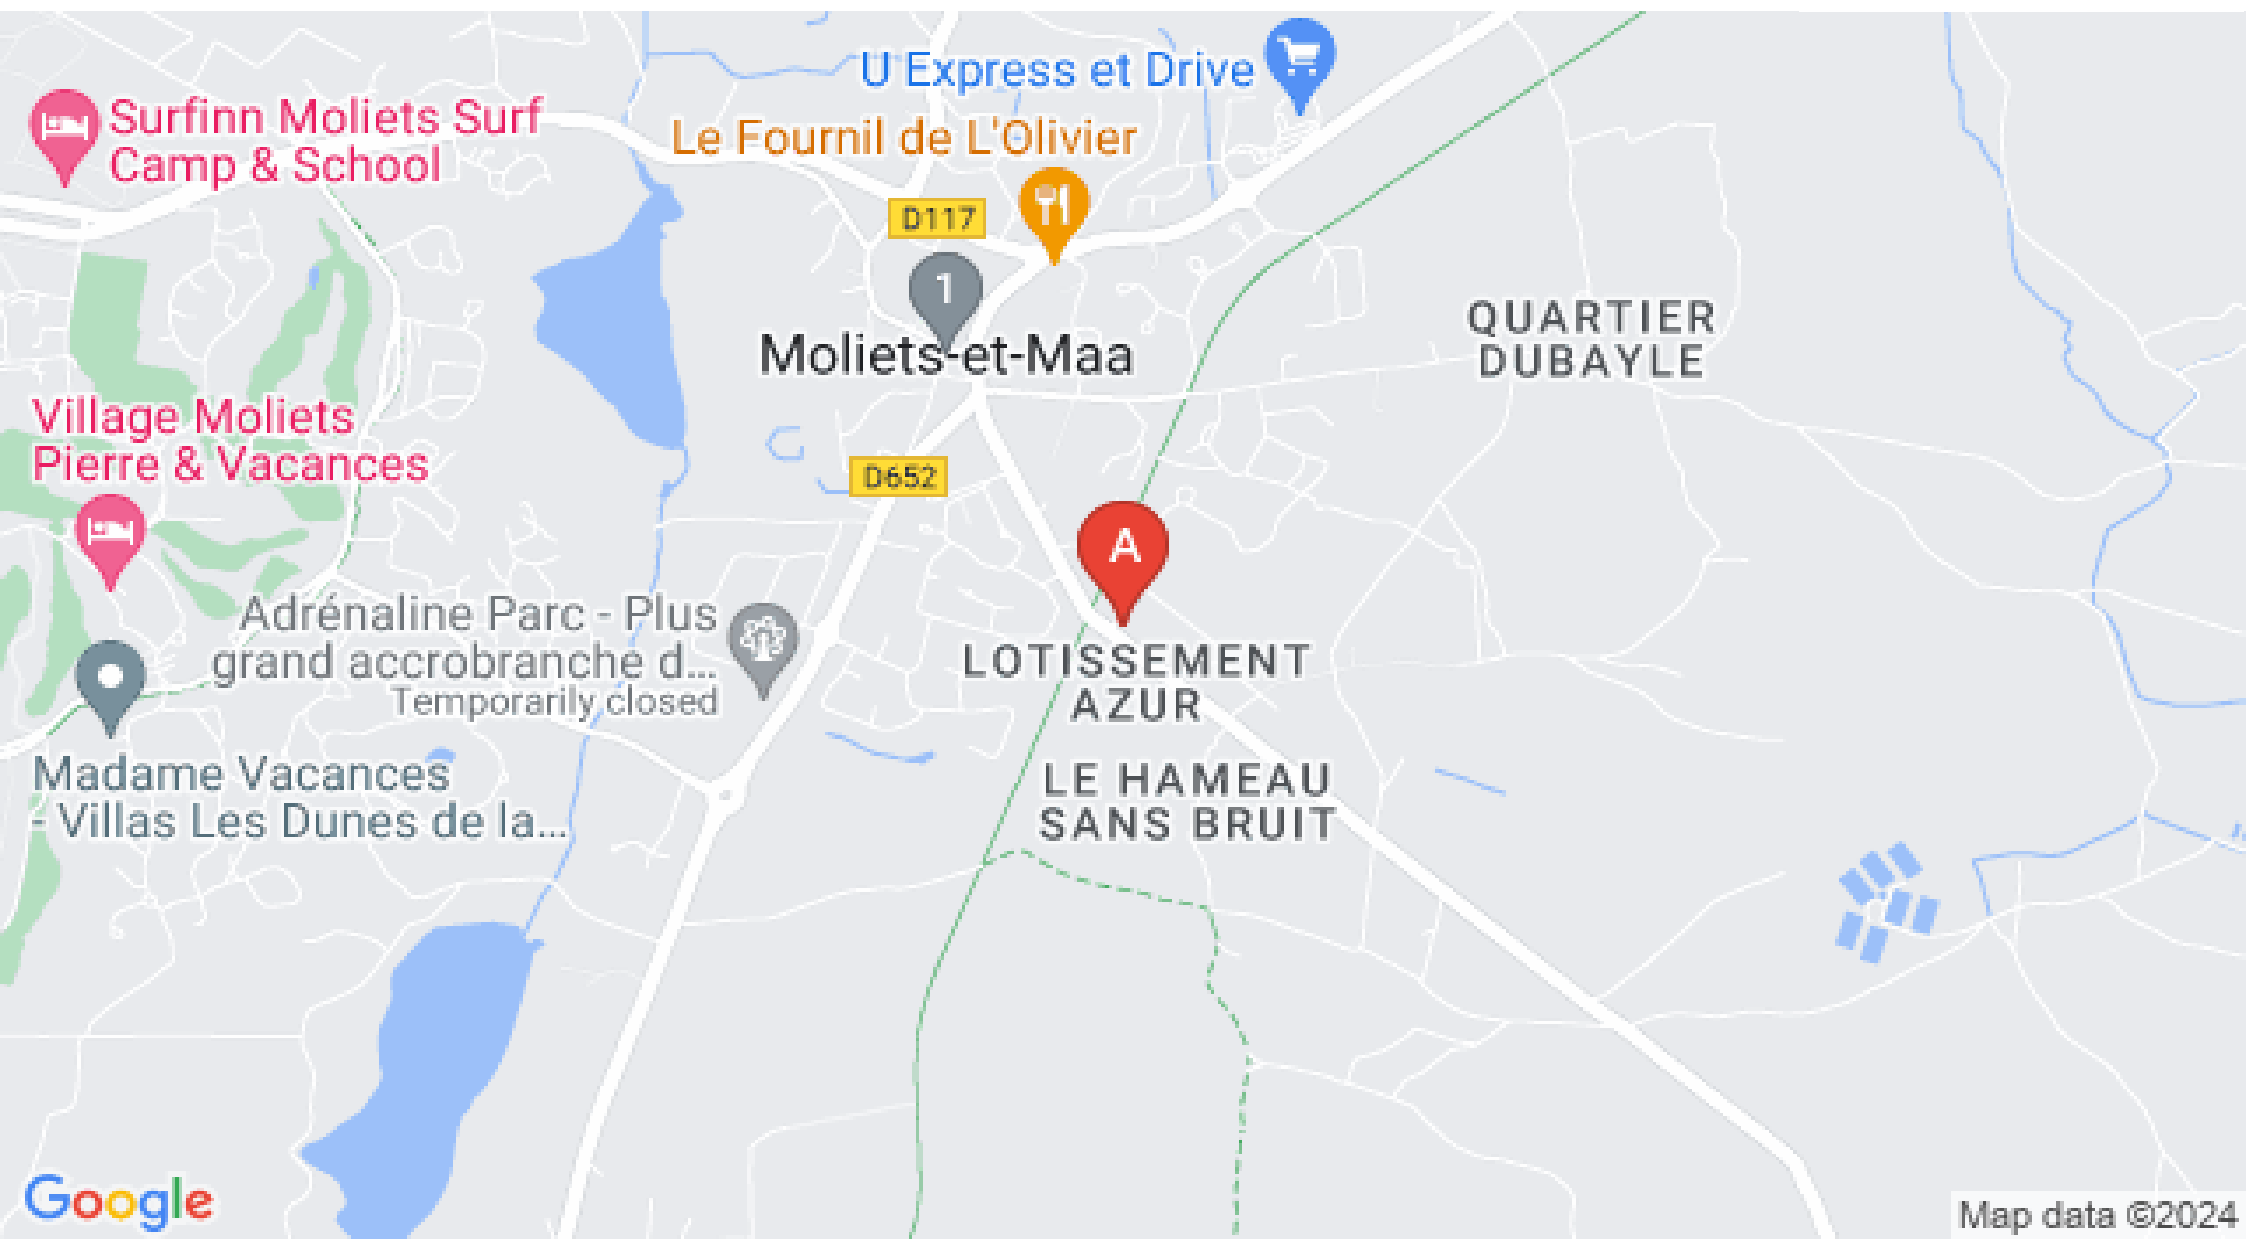 U Express et Drive
Surfinn Moliets Surf
Camp & School
Le Fournil de L'Olivier
D117
1
Moliets-et-Maa
QUARTIER
DUBAYLE
Village Moliets
Pierre & Vacances
D652
A
Adrénaline Parc - Plus
grand accrobranche d...
Temporarily closed
LOTISSEMENT
AZUR
Madame Vacances
- Villas Les Dunes de la...
LE HAMEAU
SANS BRUIT
Google
Map data ©2024